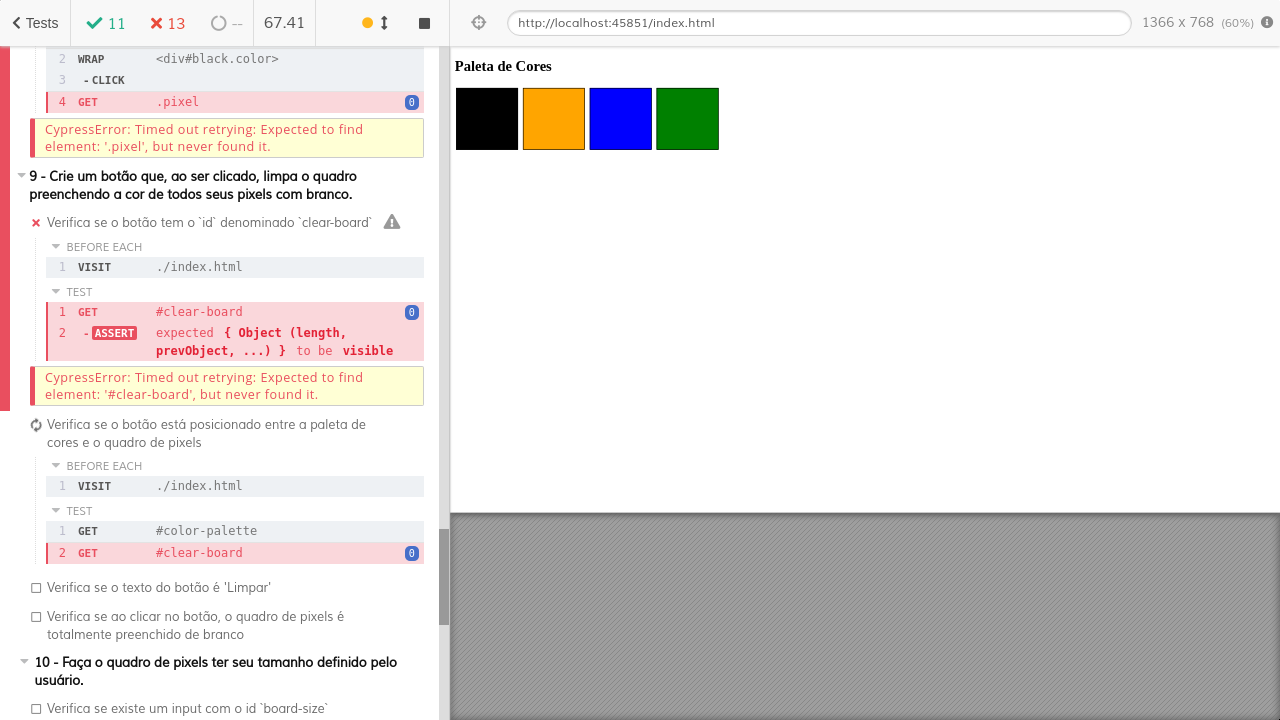 Tests
11
13
--
67.41
http://localhost:45851/index.html
1366 x 768 (60%)
2 WRAP <div#black.color>
3 -CLICK
4 GET .pixel 0
CypressError: Timed out retrying: Expected to find
element: '.pixel', but never found it.
9 - Crie um botão que, ao ser clicado, limpa o quadro
preenchendo a cor de todos seus pixels com branco.
Verifica se o botão tem o `id` denominado `clear-board`
BEFORE EACH
1 VISIT ./index.html
TEST
1 GET #clear-board 0
2 -ASSERT expected { Object (length,
prevObject, ...) } to be visible
CypressError: Timed out retrying: Expected to find
element: '#clear-board', but never found it.
Verifica se o botão está posicionado entre a paleta de
cores e o quadro de pixels
BEFORE EACH
1 VISIT ./index.html
TEST
1 GET #color-palette
2 GET #clear-board 0
Verifica se o texto do botão é 'Limpar'
Verifica se ao clicar no botão, o quadro de pixels é
totalmente preenchido de branco
10 - Faça o quadro de pixels ter seu tamanho definido pelo
usuário.
Verifica se existe um input com o id `board-size`
Paleta de Cores